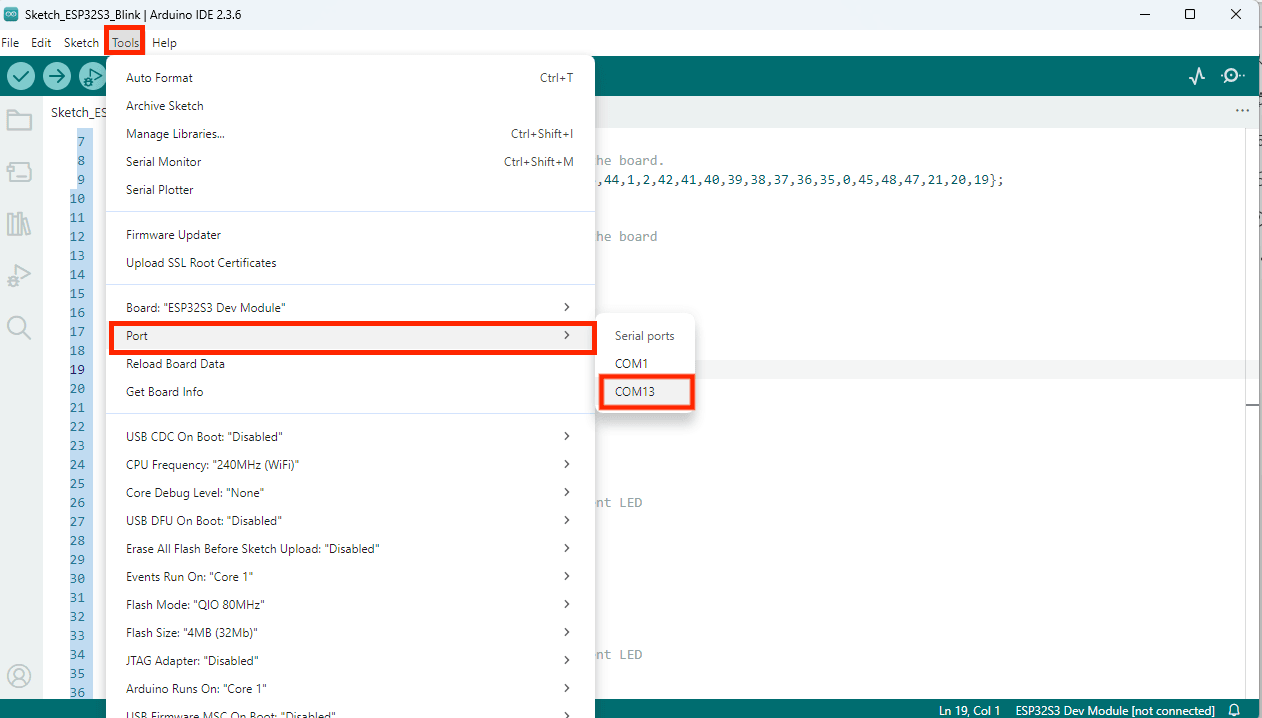 Sketch_ESP32S3_Blink | Arduino IDE 2.3.6
File Edit Sketch Tools Help
Auto Format Ctrl+T
Archive Sketch
Sketch_ES
Manage Libraries... Ctrl+Shift+I
Serial Monitor Ctrl+Shift+M
Serial Plotter
Firmware Updater
Upload SSL Root Certificates
Board: "ESP32S3 Dev Module"
Port
Reload Board Data
Get Board Info
USB CDC On Boot: "Disabled"
CPU Frequency: "240MHz (WiFi)"
Core Debug Level: "None"
USB DFU On Boot: "Disabled"
Erase All Flash Before Sketch Upload: "Disabled"
Events Run On: "Core 1"
Flash Mode: "QIO 80MHz"
Flash Size: "4MB (32Mb)"
JTAG Adapter: "Disabled"
Arduino Runs On: "Core 1"
USB Firmware MSC On Boot: "Disabled"
Serial ports
COM1
COM13
7
8 he board.
9 ,44,1,2,42,41,40,39,38,37,36,35,0,45,48,47,21,20,19};
10
11
12 he board
13
14
15
16
17
18
19
20
21
22
23
24
25
26 nt LED
27
28
29
30
31
32
33
34 nt LED
35
36
Ln 19, Col 1 ESP32S3 Dev Module [not connected]